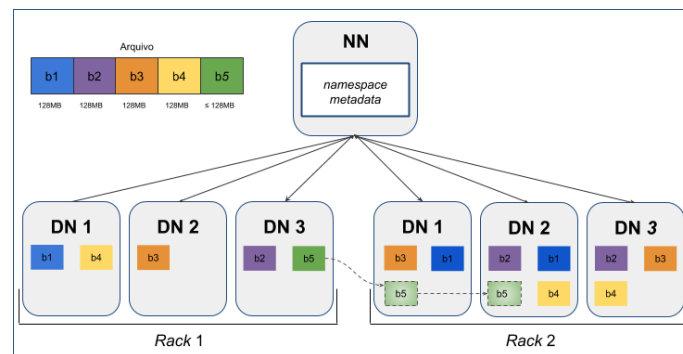 NN
Arquivo
b1 b2 b3 b4 b5
128MB 128MB 128MB 128MB ≤ 128MB
namespace
metadata
DN 1 DN 2 DN 3 DN 1 DN 2 DN 3
b1 b4 b3 b2 b5 b3 b1 b2 b1 b2 b3
b5 b5 b4 b4
Rack 1 Rack 2